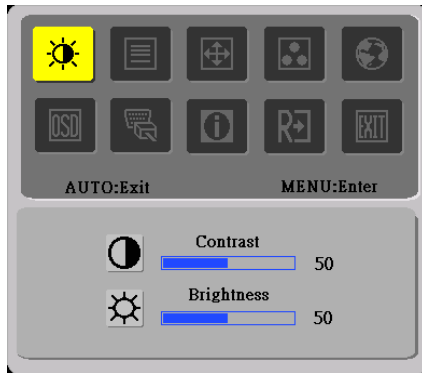 OSD i R EXIT
AUTO:Exit MENU:Enter
Contrast
50
Brightness
50